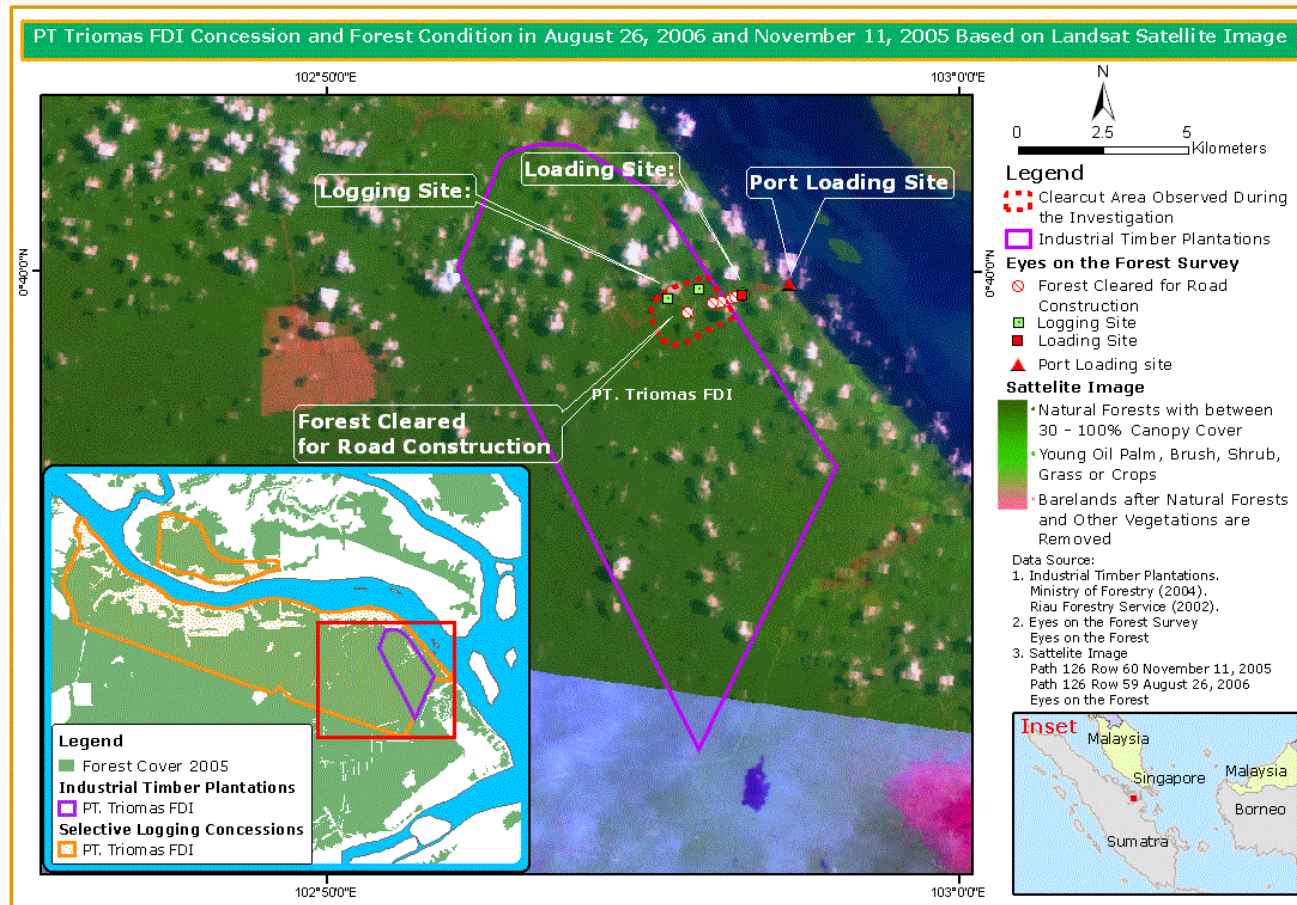 PT Triomas FDI Concession and Forest Condition in August 26, 2006 and November 11, 2005 Based on Landsat Satellite Image
102°50'0"E
103°0'0"E
0°40'0"N
0°40'0"N
Logging Site:
Loading Site:
Port Loading Site
PT. Triomas FDI
Forest Cleared
for Road Construction
102°50'0"E
103°0'0"E
Legend
Forest Cover 2005
Industrial Timber Plantations
PT. Triomas FDI
Selective Logging Concessions
PT. Triomas FDI
N
0
2.5
5
Kilometers
Legend
Clearcut Area Observed During
the Investigation
Industrial Timber Plantations
Eyes on the Forest Survey
Forest Cleared for Road
Construction
Logging Site
Loading Site
Port Loading site
Sattelite Image
Natural Forests with between
30 - 100% Canopy Cover
Young Oil Palm, Brush, Shrub,
Grass or Crops
Barelands after Natural Forests
and Other Vegetations are
Removed
Data Source:
1. Industrial Timber Plantations.
Ministry of Forestry (2004).
Riau Forestry Service (2002).
2. Eyes on the Forest Survey
Eyes on the Forest
3. Sattelite Image
Path 126 Row 60 November 11, 2005
Path 126 Row 59 August 26, 2006
Eyes on the Forest
Inset
Malaysia
Singapore
Malaysia
Borneo
Sumatra